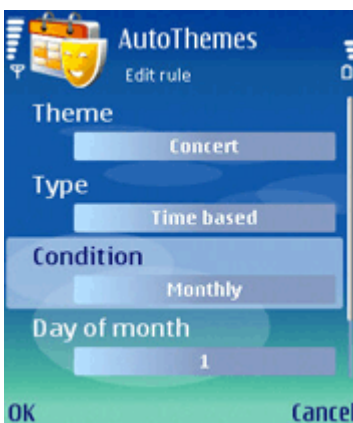 AutoThemes
Edit rule
Theme
Concert
Type
Time based
Condition
Monthly
Day of month
1
OK
Cancel